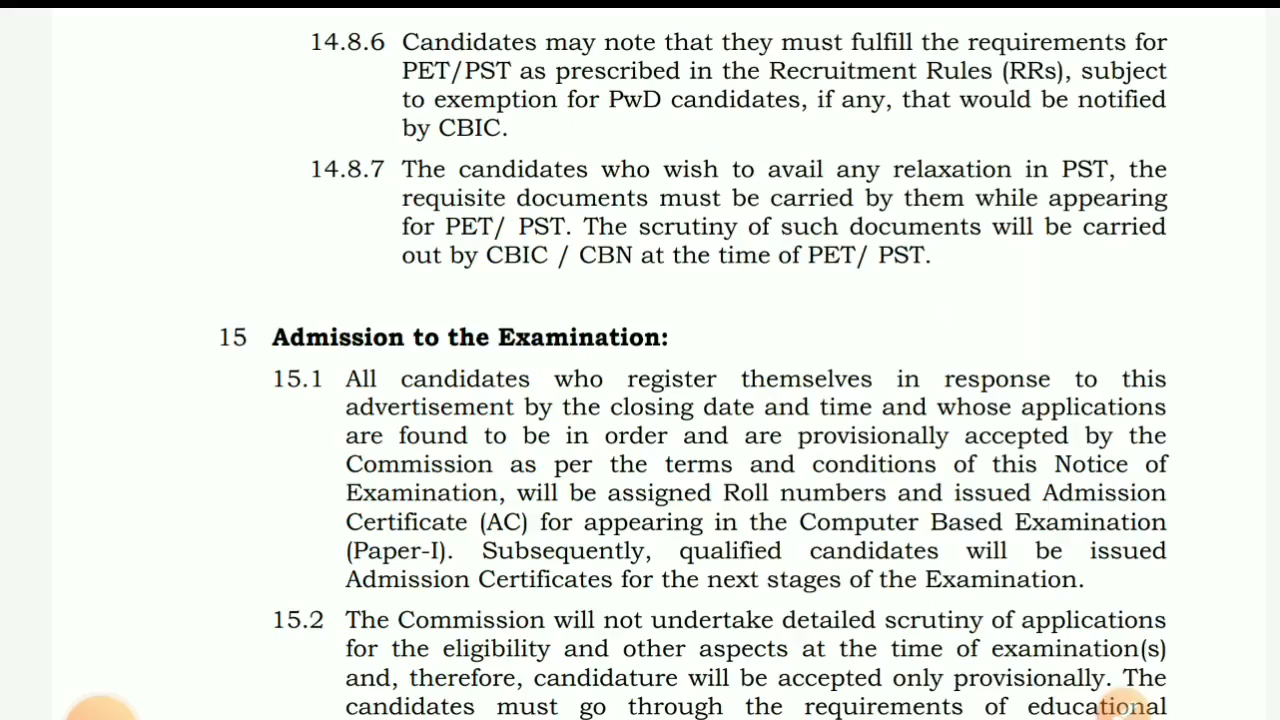 14.8.6 Candidates may note that they must fulfill the requirements for
PET/PST as prescribed in the Recruitment Rules (RRs), subject
to exemption for PwD candidates, if any, that would be notified
by CBIC.
14.8.7 The candidates who wish to avail any relaxation in PST, the
requisite documents must be carried by them while appearing
for PET/ PST. The scrutiny of such documents will be carried
out by CBIC / CBN at the time of PET/ PST.
15 Admission to the Examination:
15.1 All candidates who register themselves in response to this
advertisement by the closing date and time and whose applications
are found to be in order and are provisionally accepted by the
Commission as per the terms and conditions of this Notice of
Examination, will be assigned Roll numbers and issued Admission
Certificate (AC) for appearing in the Computer Based Examination
(Paper-I). Subsequently, qualified candidates will be issued
Admission Certificates for the next stages of the Examination.
15.2 The Commission will not undertake detailed scrutiny of applications
for the eligibility and other aspects at the time of examination(s)
and, therefore, candidature will be accepted only provisionally. The
candidates must go through the requirements of educational